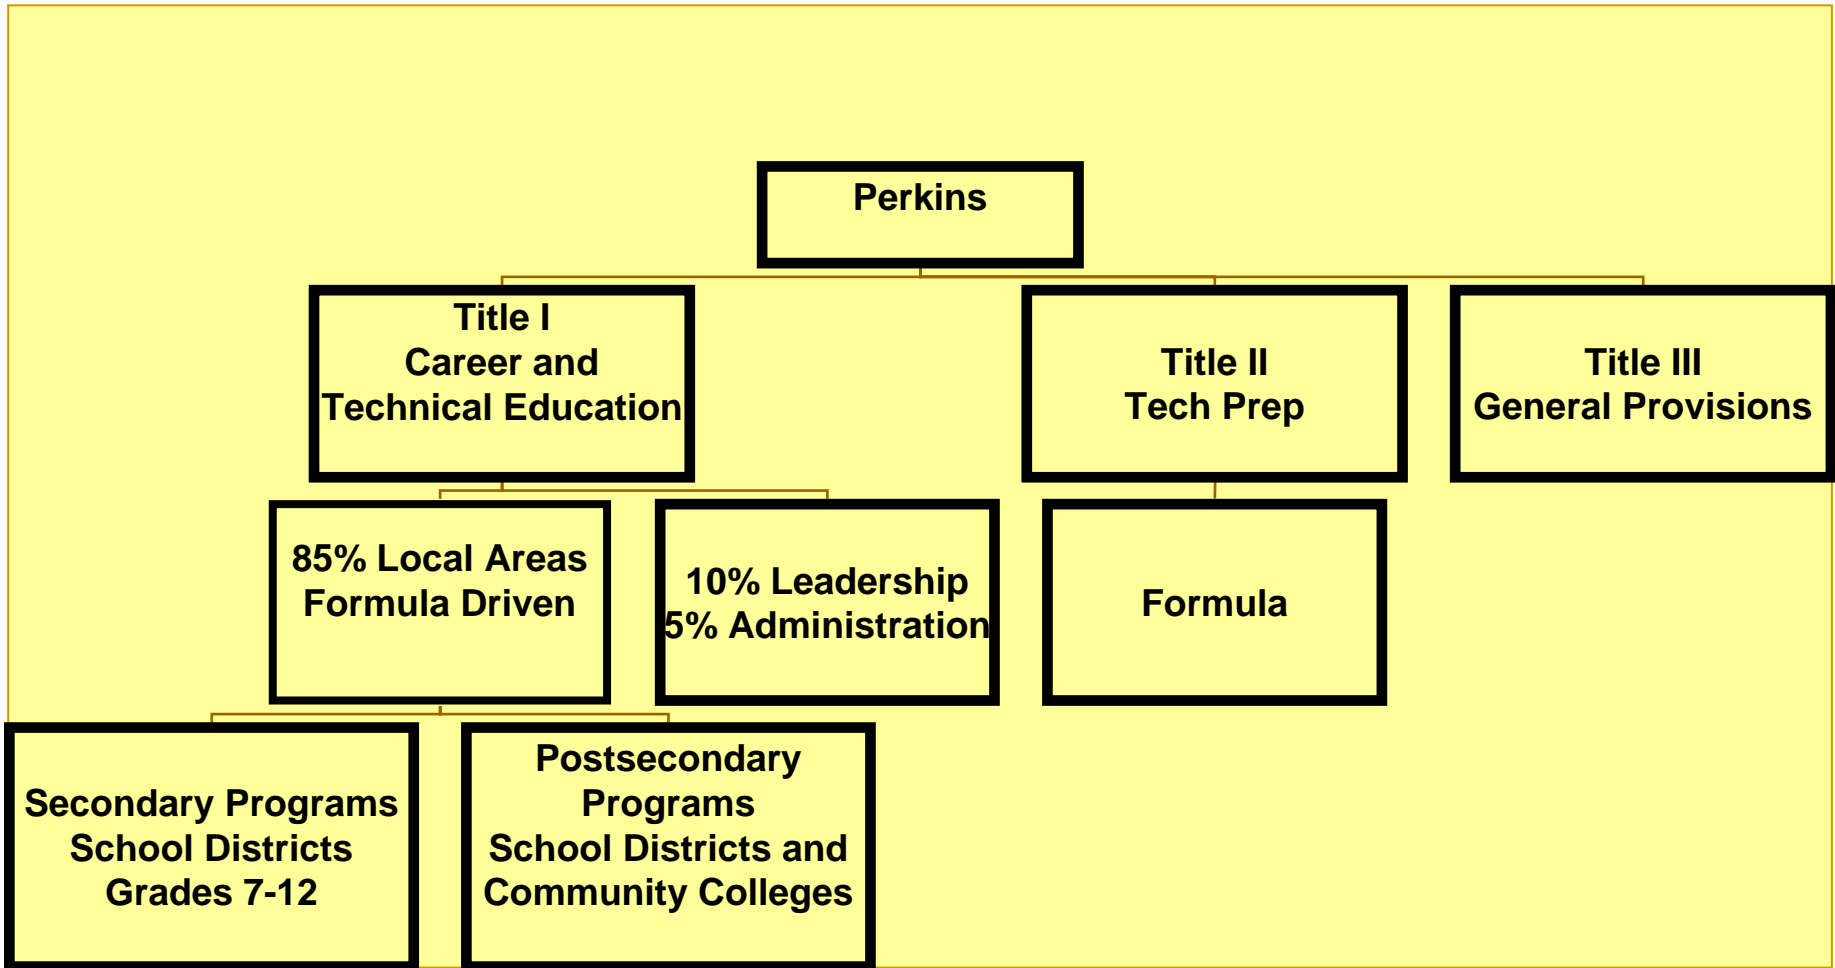 Perkins
Title I
Career and
Technical Education
Title II
Tech Prep
Title III
General Provisions
85% Local Areas
Formula Driven
10% Leadership
5% Administration
Formula
Secondary Programs
School Districts
Grades 7-12
Postsecondary
Programs
School Districts and
Community Colleges